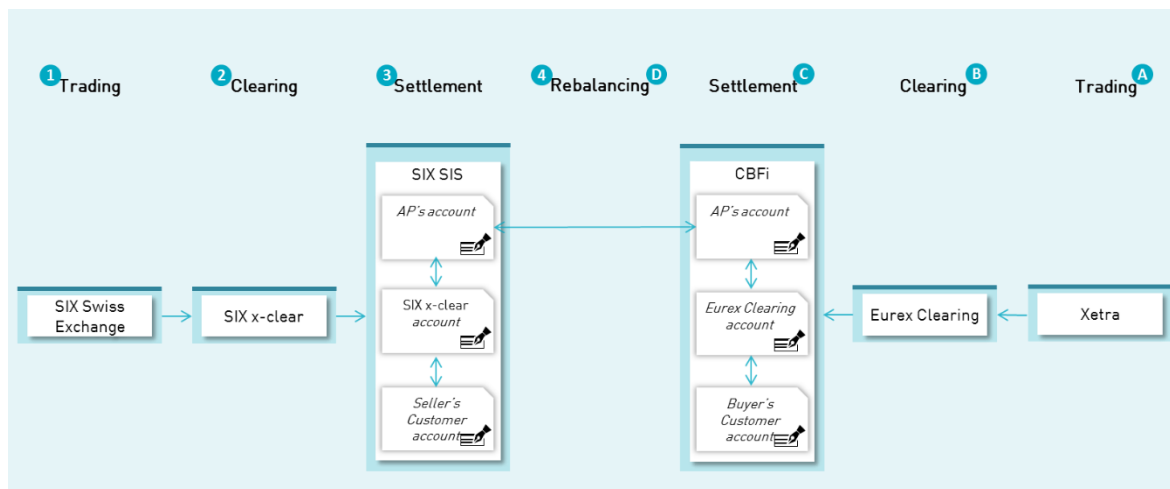 1 Trading
2 Clearing
3 Settlement
4 Rebalancing D
Settlement C
Clearing B
Trading A
SIX SIS
AP's account
SIX x-clear
account
Seller's
Customer
account
CBFi
AP's account
Eurex Clearing
account
Buyer's
Customer
account
SIX Swiss
Exchange
SIX x-clear
Eurex Clearing
Xetra